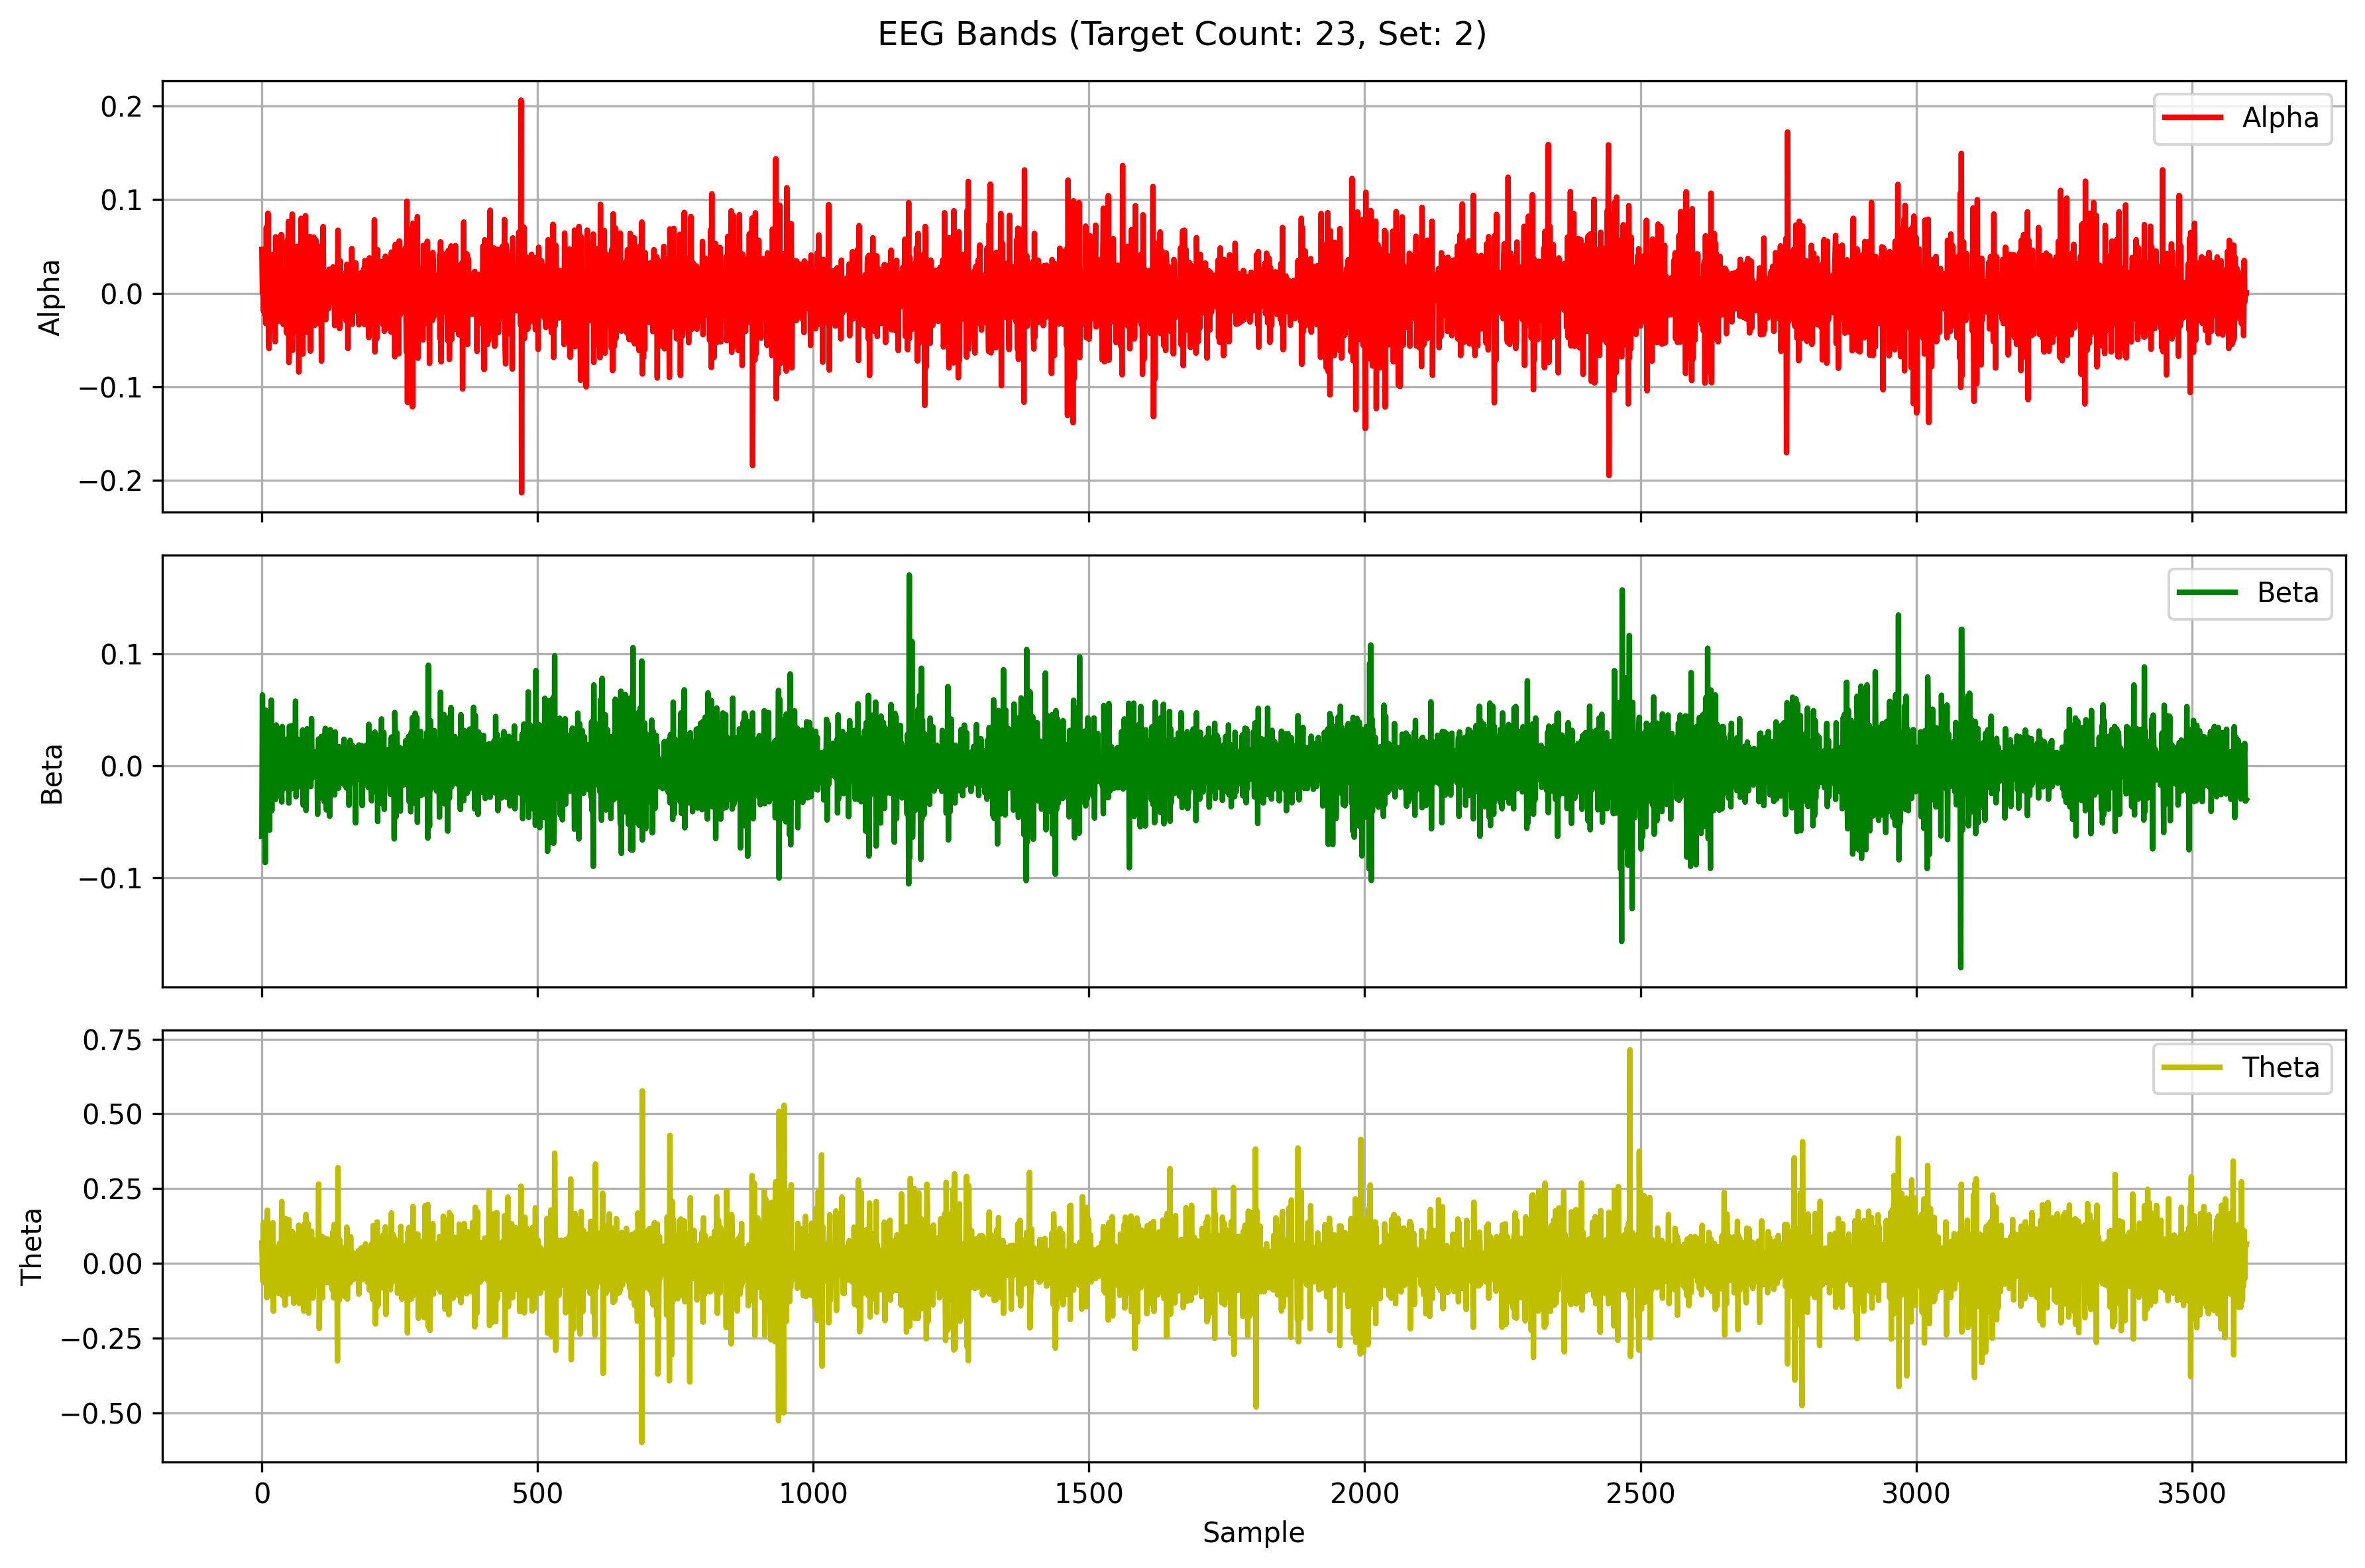 EEG Bands (Target Count: 23, Set: 2)
0.2
0.1
0.0
−0.1
−0.2
Alpha
Alpha
0.1
0.0
−0.1
Beta
Beta
0.75
0.50
0.25
0.00
−0.25
−0.50
Theta
Theta
0 500 1000 1500 2000 2500 3000 3500
Sample